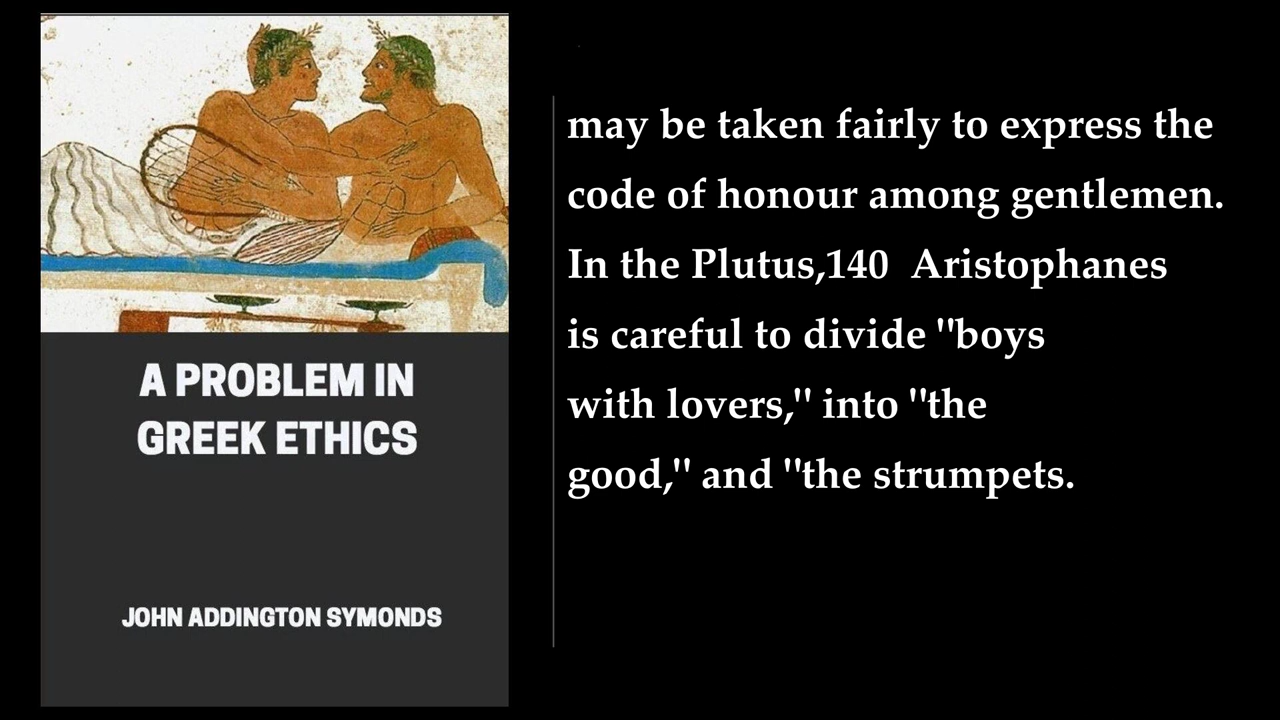 A PROBLEM IN
GREEK ETHICS
JOHN ADDINGTON SYMONDS
may be taken fairly to express the
code of honour among gentlemen.
In the Plutus,140  Aristophanes
is careful to divide "boys
with lovers," into "the
good," and "the strumpets.